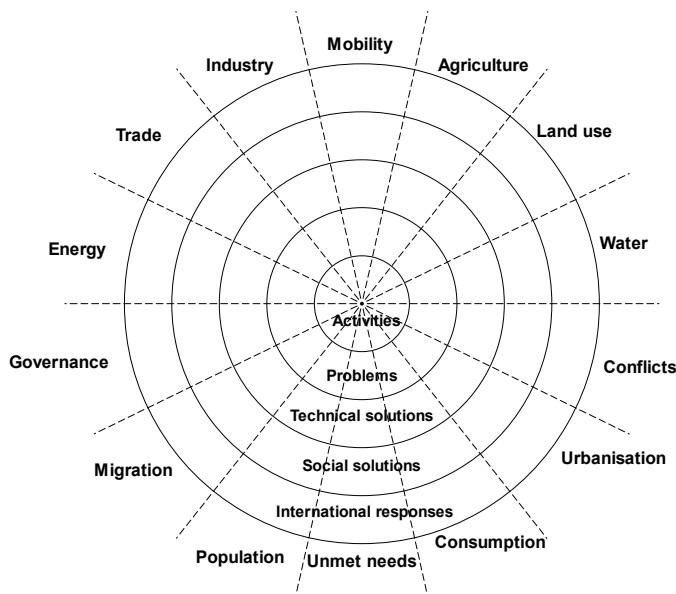 Mobility
Industry
Agriculture
Trade
Land use
Energy
Water
Activities
Governance
Conflicts
Problems
Technical solutions
Migration
Social solutions
Urbanisation
International responses
Population
Unmet needs
Consumption